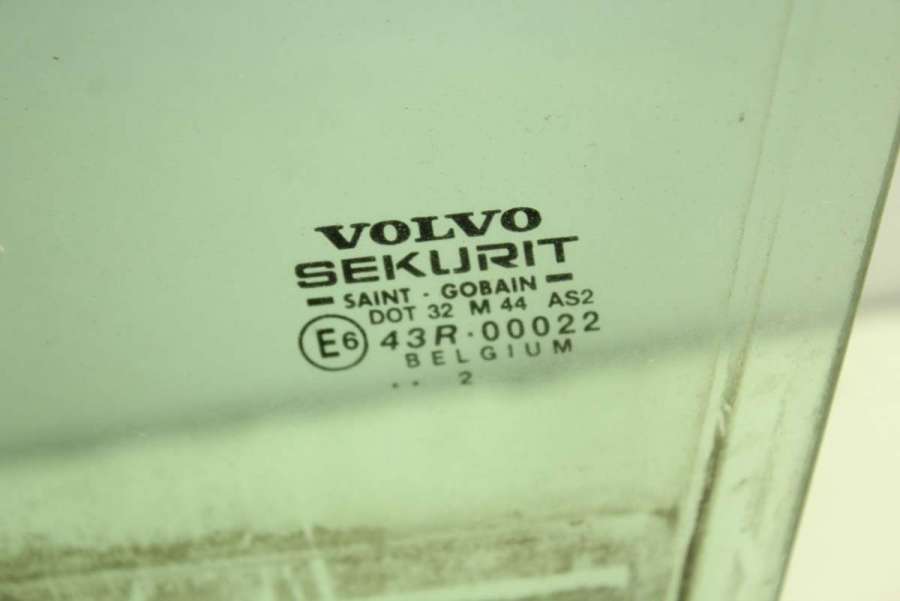 VOLVO
SEKURIT
SAINT - GOBAIN
DOT 32 M 44 AS2
E6 43R-00022
BELGIUM
.. 2